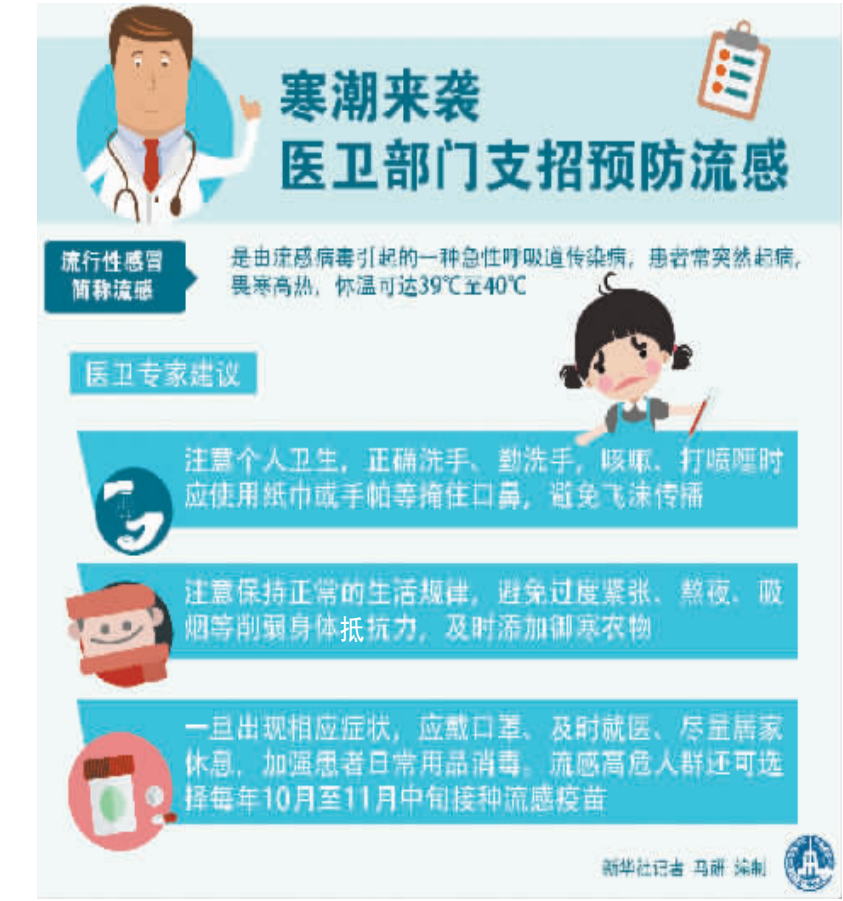 寒潮来袭
医卫部门支招预防流感
流行性感冒
简称流感
是由流感病毒引起的一种急性呼吸道传染病，患者常突然起病，
畏寒高热，体温可达39℃至40℃
医卫专家建议
注意个人卫生，正确洗手、勤洗手，咳嗽、打喷嚏时
应使用纸巾或手帕等掩住口鼻，避免飞沫传播
注意保持正常的生活规律，避免过度紧张、熬夜、吸
烟等削弱身体抵抗力，及时添加御寒衣物
一旦出现相应症状，应戴口罩、及时就医、尽量居家
休息，加强患者日常用品消毒。流感高危人群还可选
择每年10月至11月中旬接种流感疫苗
新华社记者 马研 编制